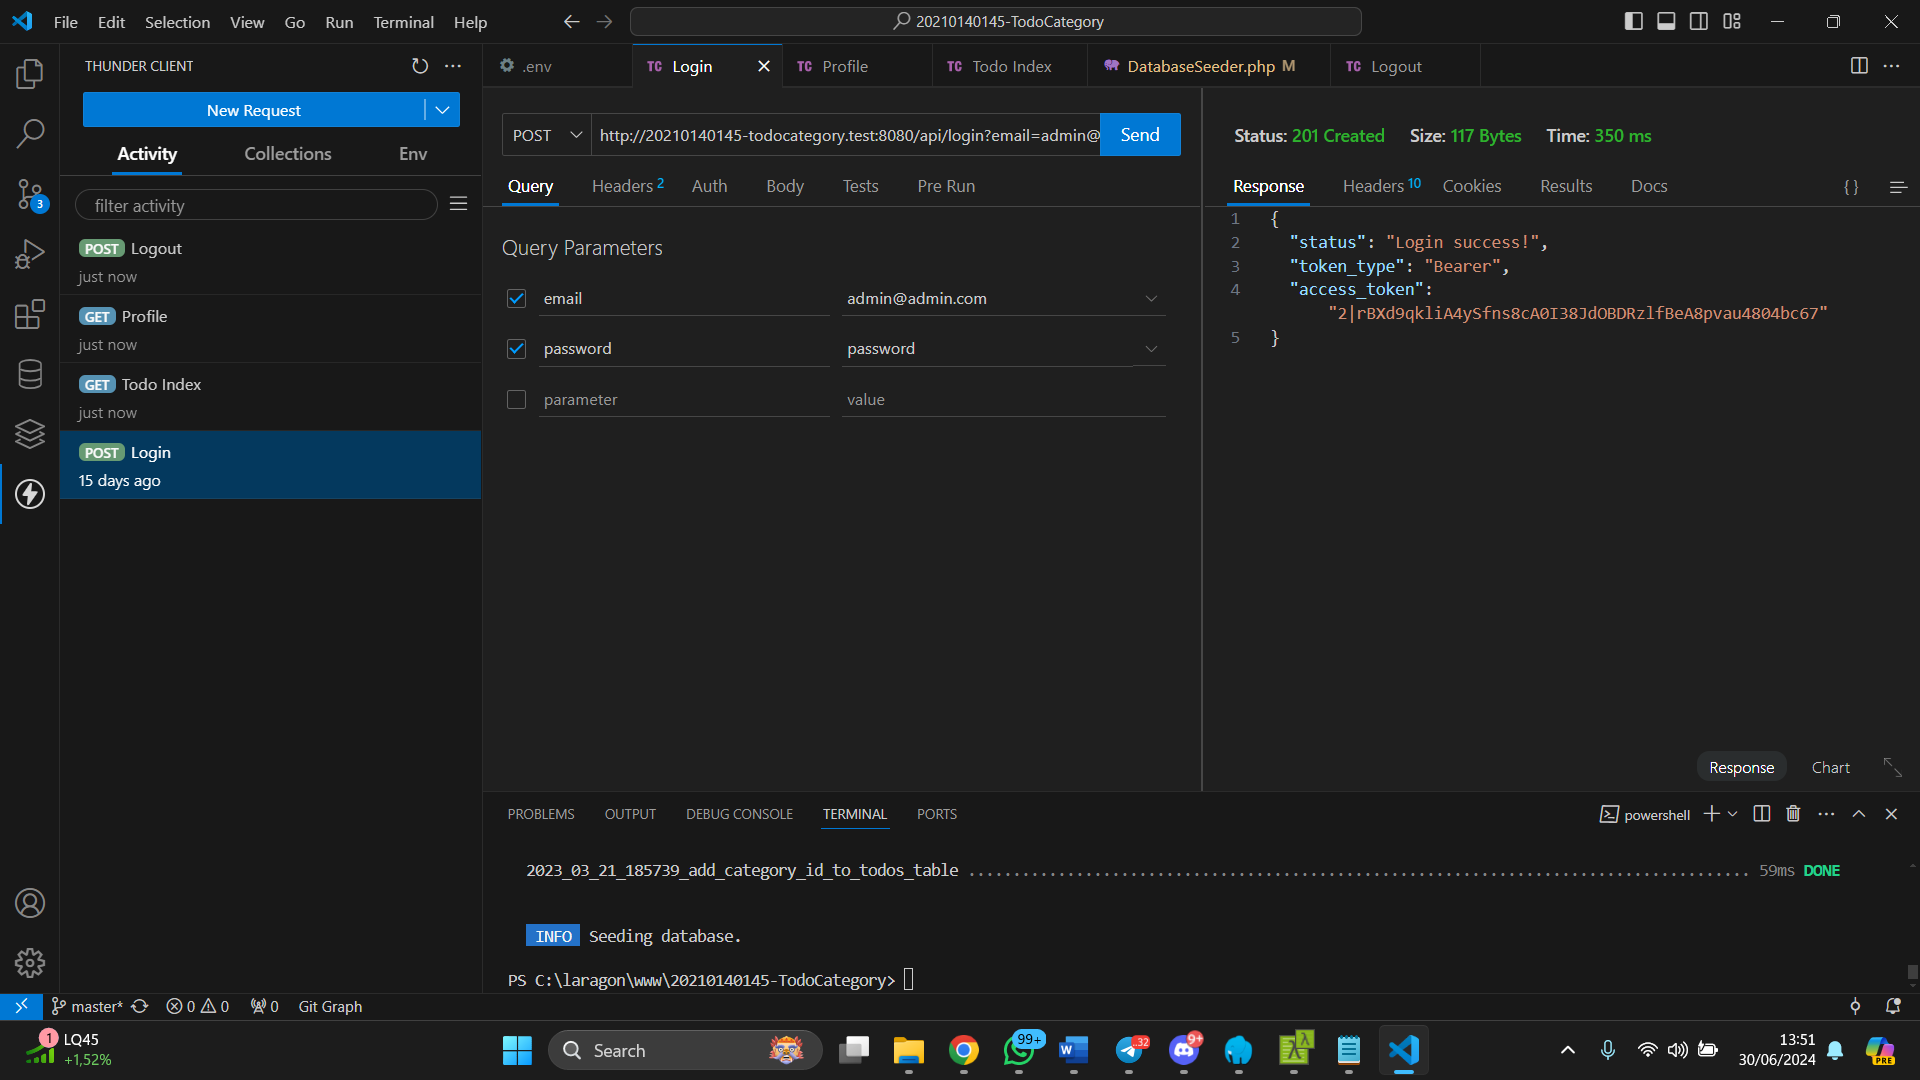 File Edit Selection View Go Run Terminal Help
20210140145-TodoCategory
THUNDER CLIENT
New Request
Activity Collections Env
filter activity
POST Logout
just now
GET Profile
just now
GET Todo Index
just now
POST Login
15 days ago
3
.env
TC Login
TC Profile
TC Todo Index
DatabaseSeeder.php M
TC Logout
POST http://20210140145-todocategory.test:8080/api/login?email=admin@ Send
Query Headers 2 Auth Body Tests Pre Run
Query Parameters
email admin@admin.com
password password
parameter value
Status: 201 Created Size: 117 Bytes Time: 350 ms
Response Headers 10 Cookies Results Docs { }
1 {
2 "status": "Login success!",
3 "token_type": "Bearer",
4 "access_token":
"2|rBXd9qkliA4ySfns8cA0I38JdOBDRzlfBeA8pvau4804bc67"
5 }
Response Chart
PROBLEMS OUTPUT DEBUG CONSOLE TERMINAL PORTS
powershell
2023_03_21_185739_add_category_id_to_todos_table ....................................................................................... 59ms DONE
INFO Seeding database.
PS C:\laragon\www\20210140145-TodoCategory>
master* 0 0 0 Git Graph
1 LQ45
+1,52%
Search
99+
W
.32
9+
λ
13:51
30/06/2024
PRE